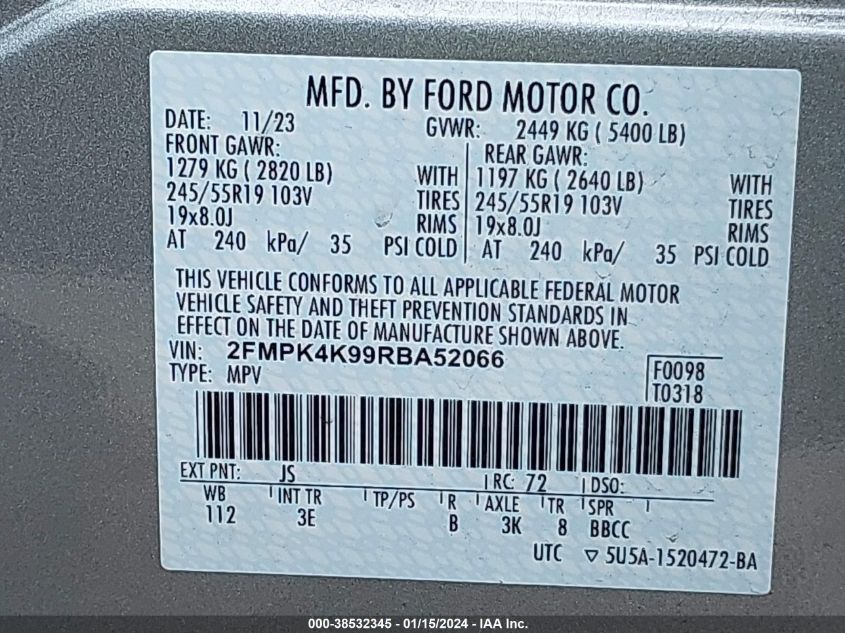 MFD. BY FORD MOTOR CO.
DATE: 11/23 GVWR: 2449 KG ( 5400 LB)
FRONT GAWR: REAR GAWR:
1279 KG ( 2820 LB) WITH 1197 KG ( 2640 LB) WITH
245/55R19 103V TIRES 245/55R19 103V TIRES
19x8.0J RIMS 19x8.0J RIMS
AT 240 kPa/ 35 PSI COLD AT 240 kPa/ 35 PSI COLD
THIS VEHICLE CONFORMS TO ALL APPLICABLE FEDERAL MOTOR
VEHICLE SAFETY AND THEFT PREVENTION STANDARDS IN
EFFECT ON THE DATE OF MANUFACTURE SHOWN ABOVE.
VIN: 2FMPK4K99RBA52066
TYPE: MPV
F0098
T0318
EXT PNT: JS RC: 72 DSO:
WB INT TR TP/PS R AXLE TR SPR
112 3E B 3K 8 BBCC
UTC ▽ 5U5A-1520472-BA
000-38532345 - 01/15/2024 - IAA Inc.